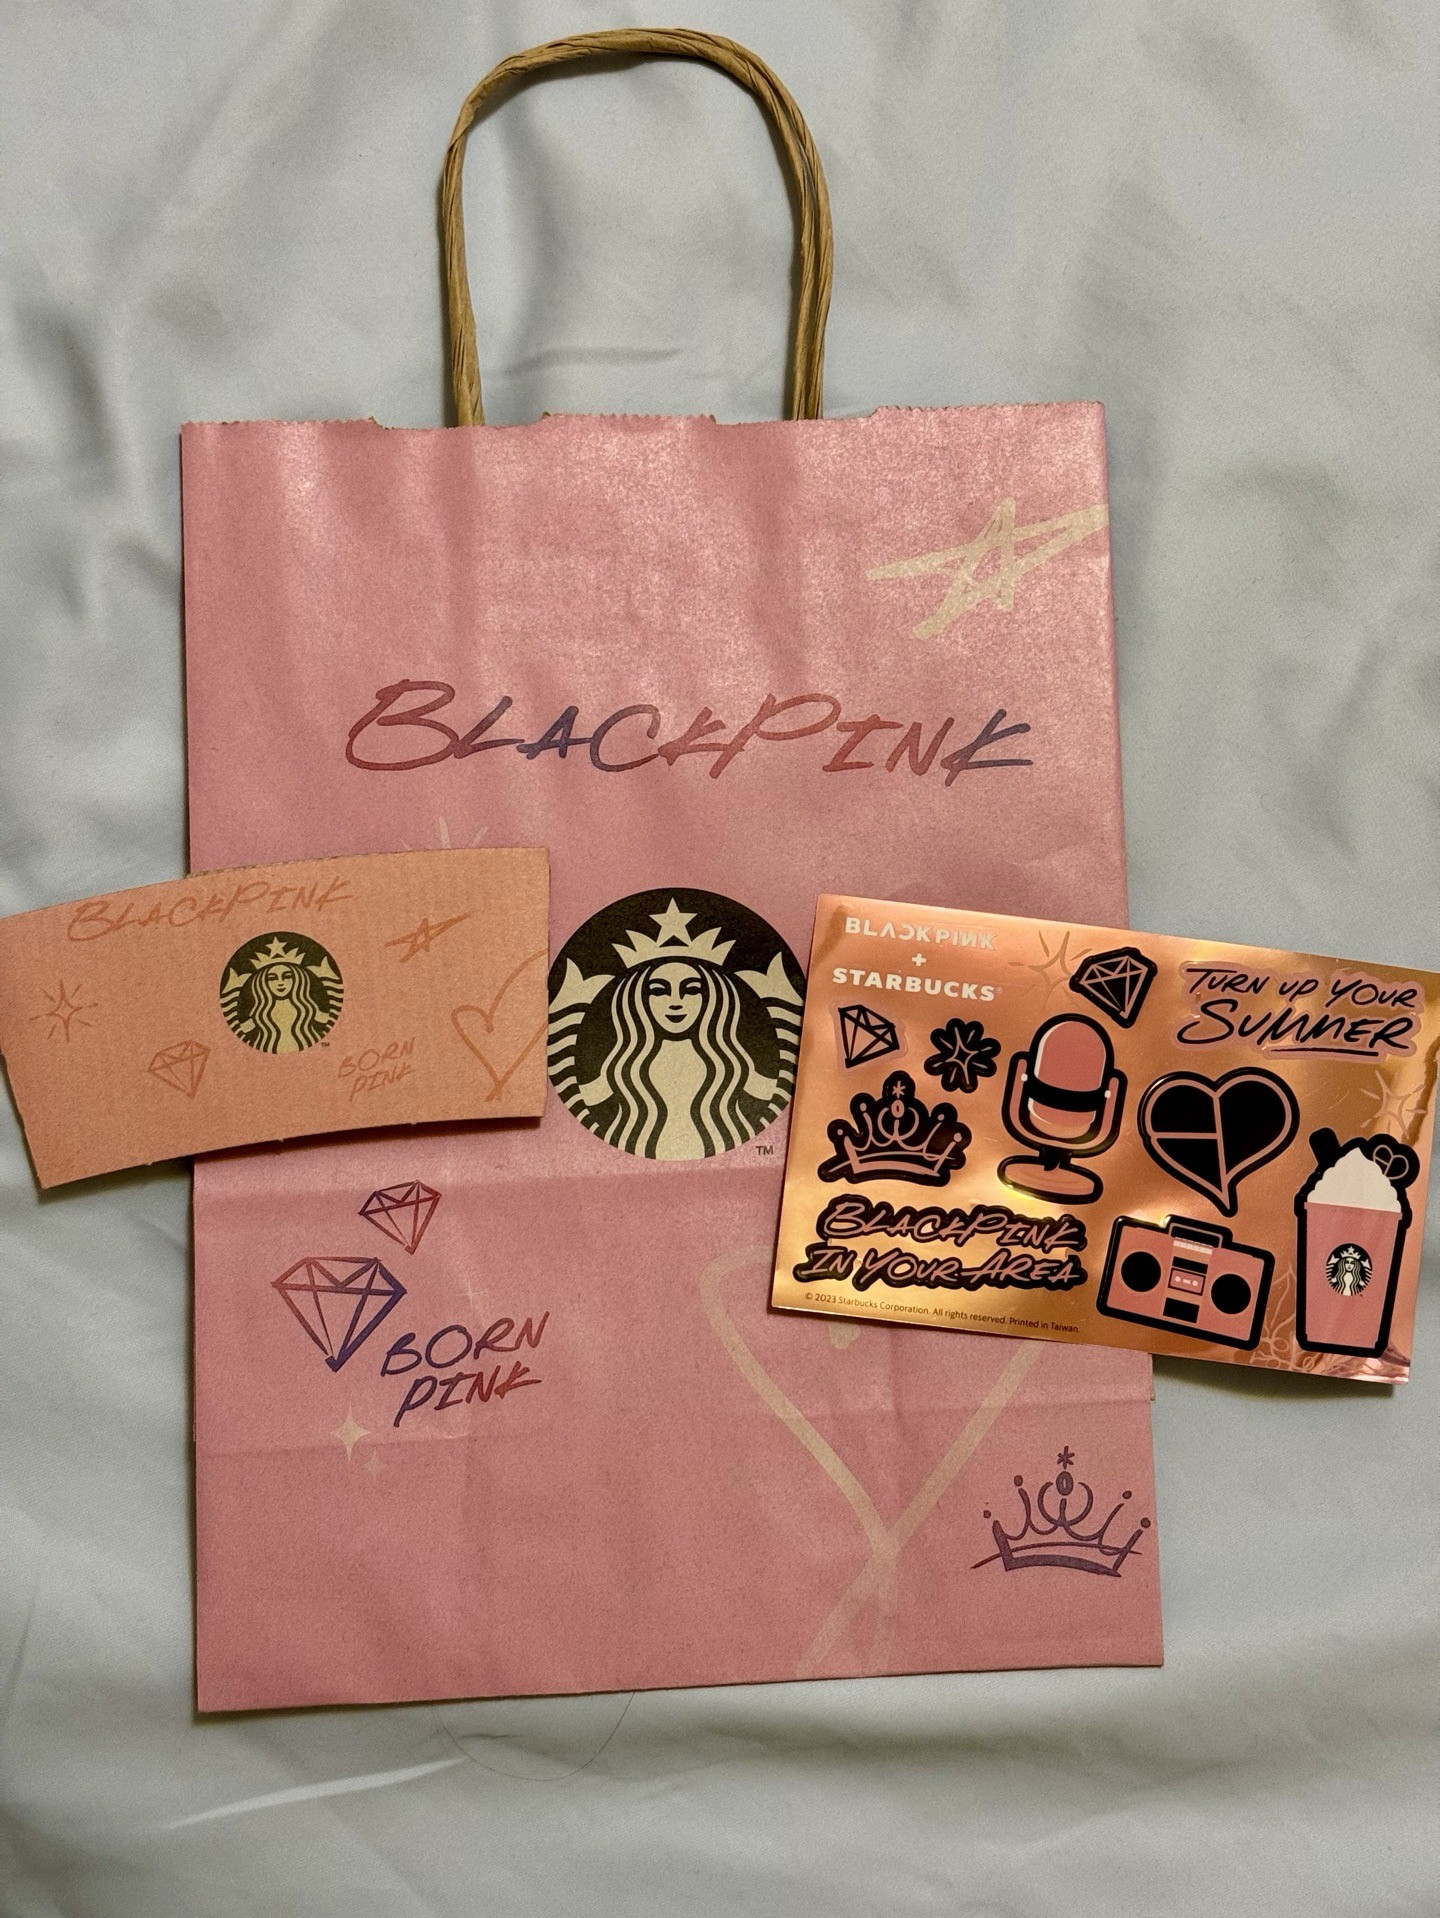 BLACKPINK
TM
BORN
PINK
BLACKPINK
BORN
PINK
TM
BLACKPINK
+
STARBUCKS®
TURN UP YOUR
SUMMER
BLACKPINK
IN YOUR AREA
© 2023 Starbucks Corporation. All rights reserved. Printed in Taiwan.